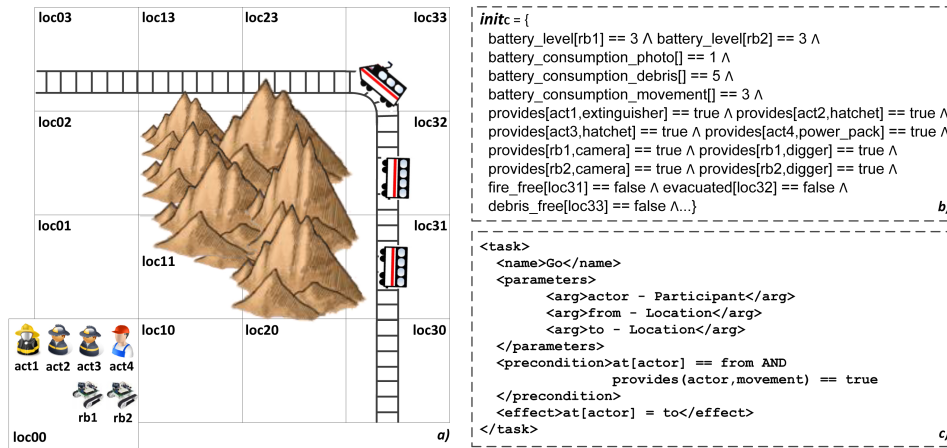 loc03 loc13 loc23 loc33
loc02 loc32
loc01 loc31
loc11
loc10 loc20 loc30
act1 act2 act3 act4
rb1 rb2
loc00
a)
initc = {
battery_level[rb1] == 3 Λ battery_level[rb2] == 3 Λ
battery_consumption_photo[] == 1 Λ
battery_consumption_debris[] == 5 Λ
battery_consumption_movement[] == 3 Λ
provides[act1,extinguisher] == true Λ provides[act2,hatchet] == true Λ
provides[act3,hatchet] == true Λ provides[act4,power_pack] == true Λ
provides[rb1,camera] == true Λ provides[rb1,digger] == true Λ
provides[rb2,camera] == true Λ provides[rb2,digger] == true Λ
fire_free[loc31] == false Λ evacuated[loc32] == false Λ
debris_free[loc33] == false Λ...}
b)
<task>
<name>Go</name>
<parameters>
<arg>actor - Participant</arg>
<arg>from - Location</arg>
<arg>to - Location</arg>
</parameters>
<precondition>at[actor] == from AND
provides(actor,movement) == true
</precondition>
<effect>at[actor] = to</effect>
</task>
c)